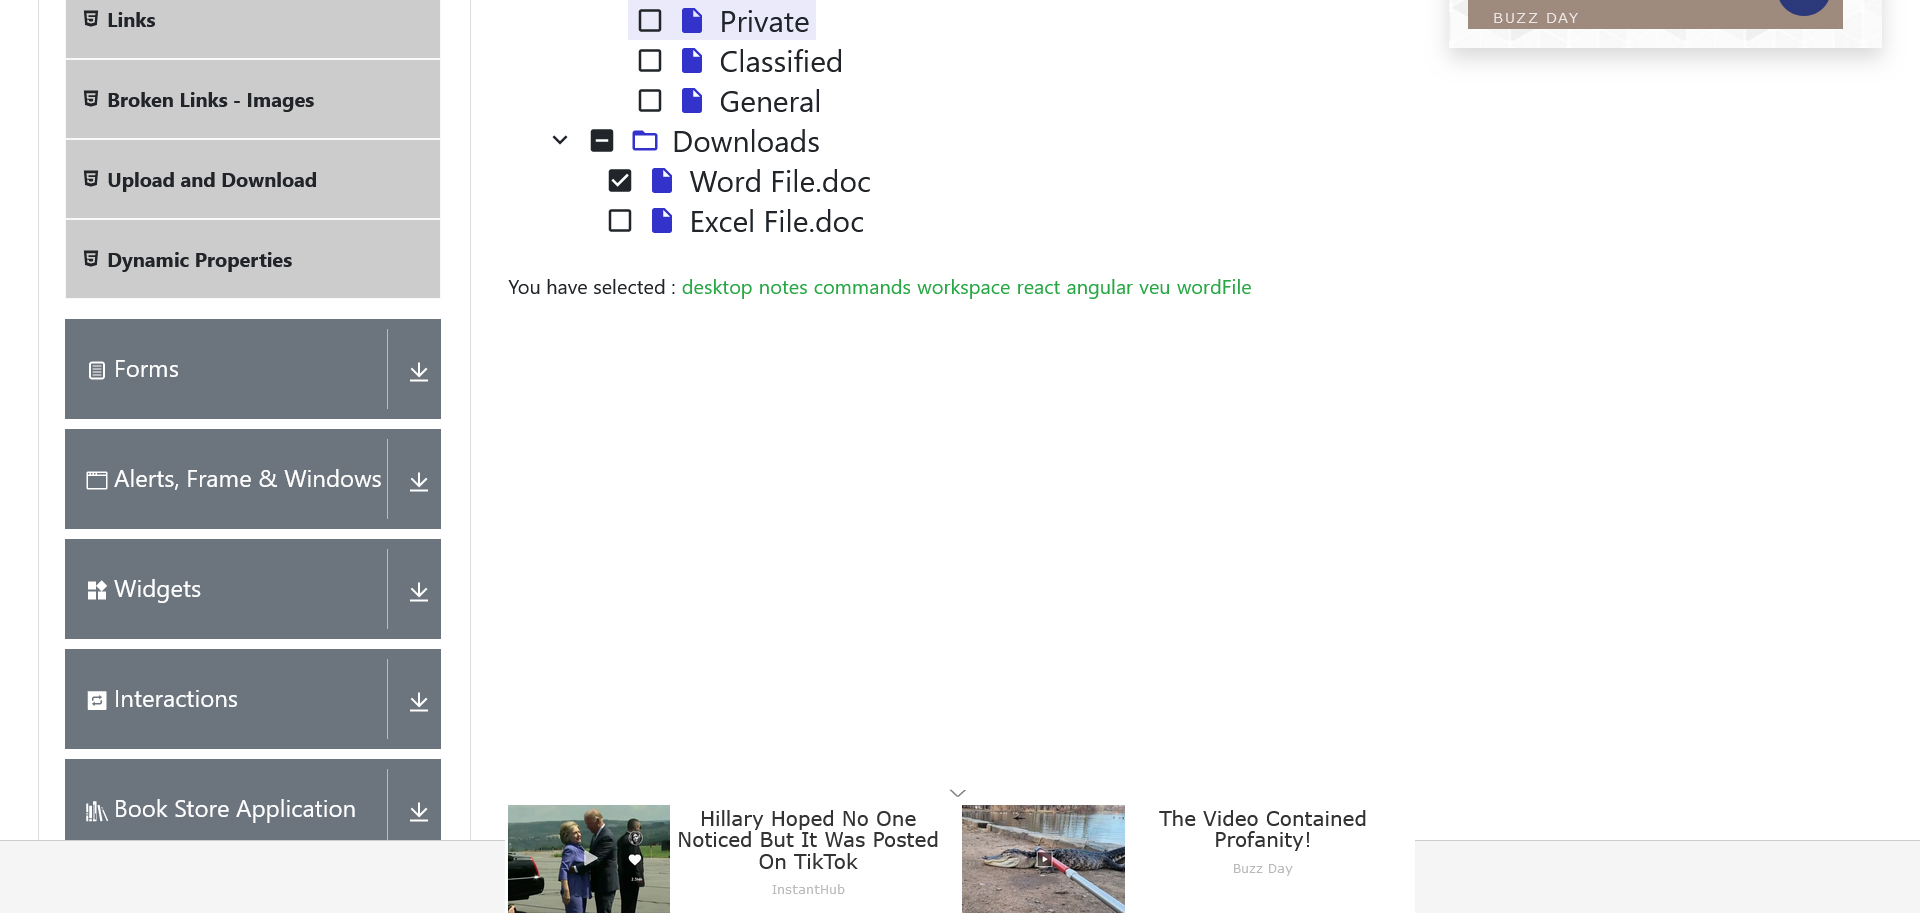 Links
Broken Links - Images
Upload and Download
Dynamic Properties
Forms
Alerts, Frame & Windows
Widgets
Interactions
Book Store Application
Private
Classified
General
Downloads
Word File.doc
Excel File.doc
You have selected : desktop notes commands workspace react angular veu wordFile
BUZZ DAY
Hillary Hoped No One
Noticed But It Was Posted
On TikTok
InstantHub
The Video Contained
Profanity!
Buzz Day